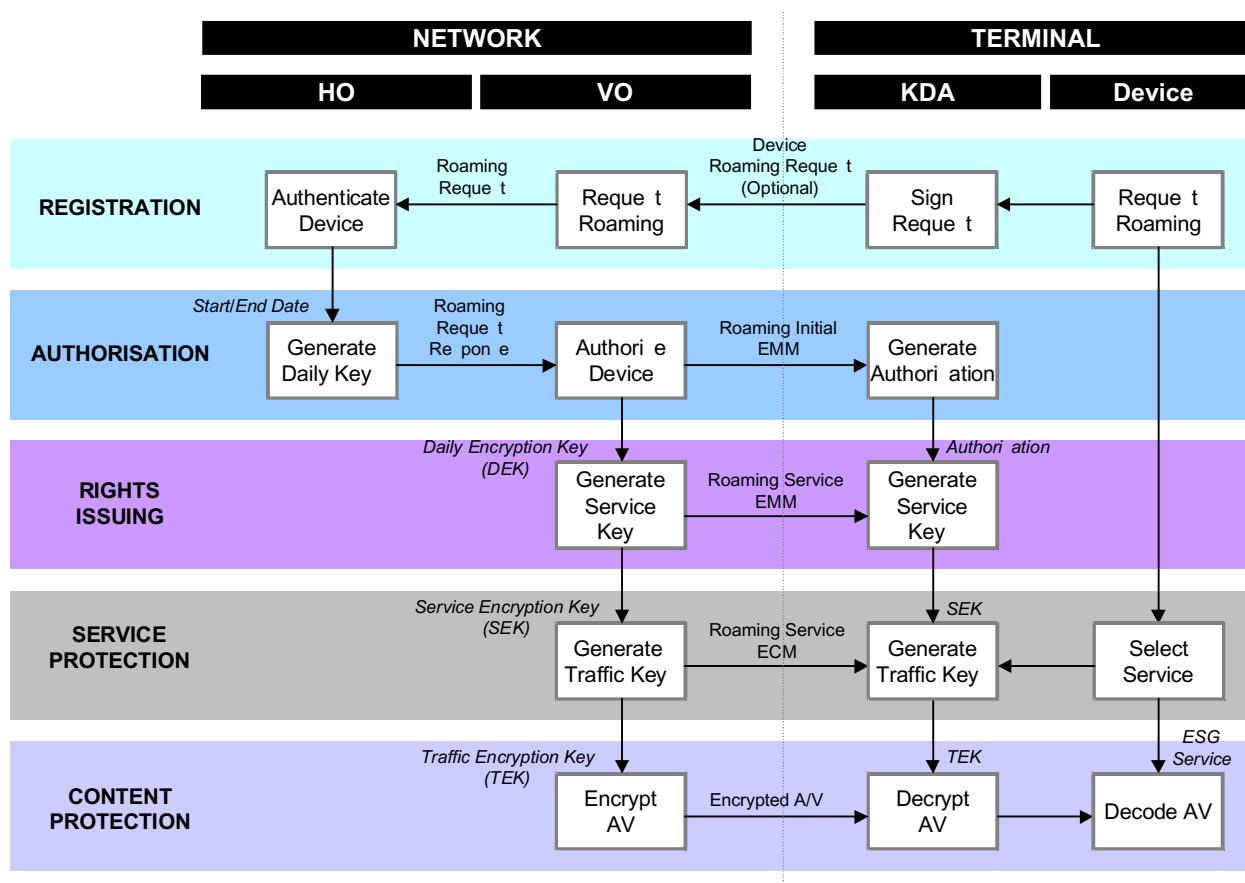 NETWORK
TERMINAL
HO
VO
KDA
Device
REGISTRATION
Authenticate
Device
Roaming
Reque t
Reque t
Roaming
Device
Roaming Reque t
(Optional)
Sign
Reque t
Reque t
Roaming
AUTHORISATION
Start/End Date
Generate
Daily Key
Roaming
Reque t
Re pon e
Authori e
Device
Roaming Initial
EMM
Generate
Authori ation
RIGHTS
ISSUING
Daily Encryption Key
(DEK)
Generate
Service
Key
Roaming Service
EMM
Authori ation
Generate
Service
Key
SERVICE
PROTECTION
Service Encryption Key
(SEK)
Generate
Traffic Key
Roaming Service
ECM
SEK
Generate
Traffic Key
Select
Service
CONTENT
PROTECTION
Traffic Encryption Key
(TEK)
Encrypt
AV
Encrypted A/V
TEK
Decrypt
AV
ESG
Service
Decode AV